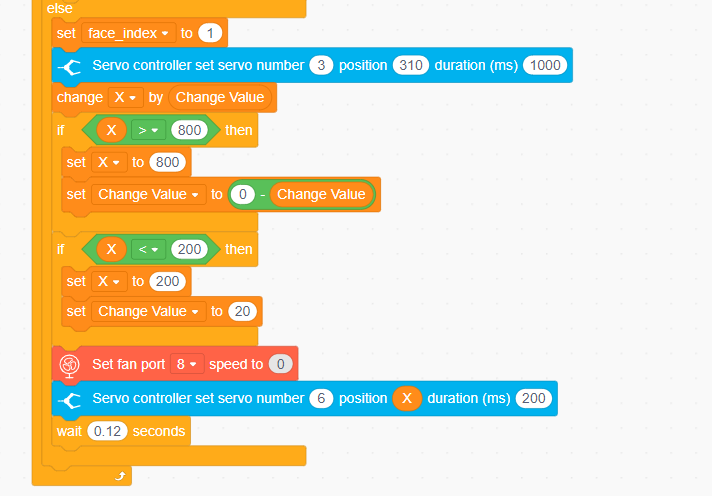 else
set face_index to 1
Servo controller set servo number 3 position 310 duration (ms) 1000
change X by Change Value
if X > 800 then
set X to 800
set Change Value to 0 - Change Value
if X < 200 then
set X to 200
set Change Value to 20
Set fan port 8 speed to 0
Servo controller set servo number 6 position X duration (ms) 200
wait 0.12 seconds